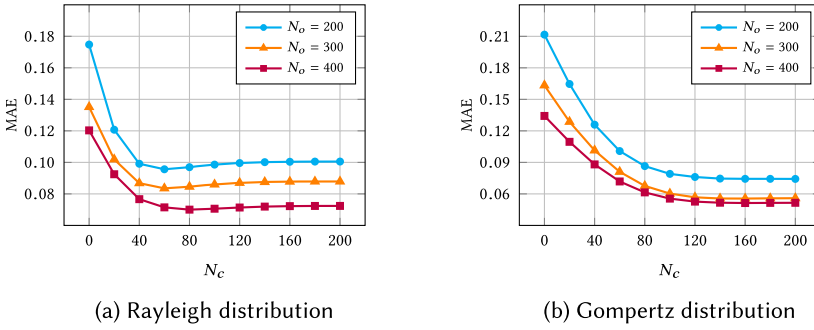 0.18
0.16
0.14
0.12
0.10
0.08
MAE
0 40 80 120 160 200
N_c
N_o = 200
N_o = 300
N_o = 400
(a) Rayleigh distribution
0.21
0.18
0.15
0.12
0.09
0.06
MAE
0 40 80 120 160 200
N_c
N_o = 200
N_o = 300
N_o = 400
(b) Gompertz distribution